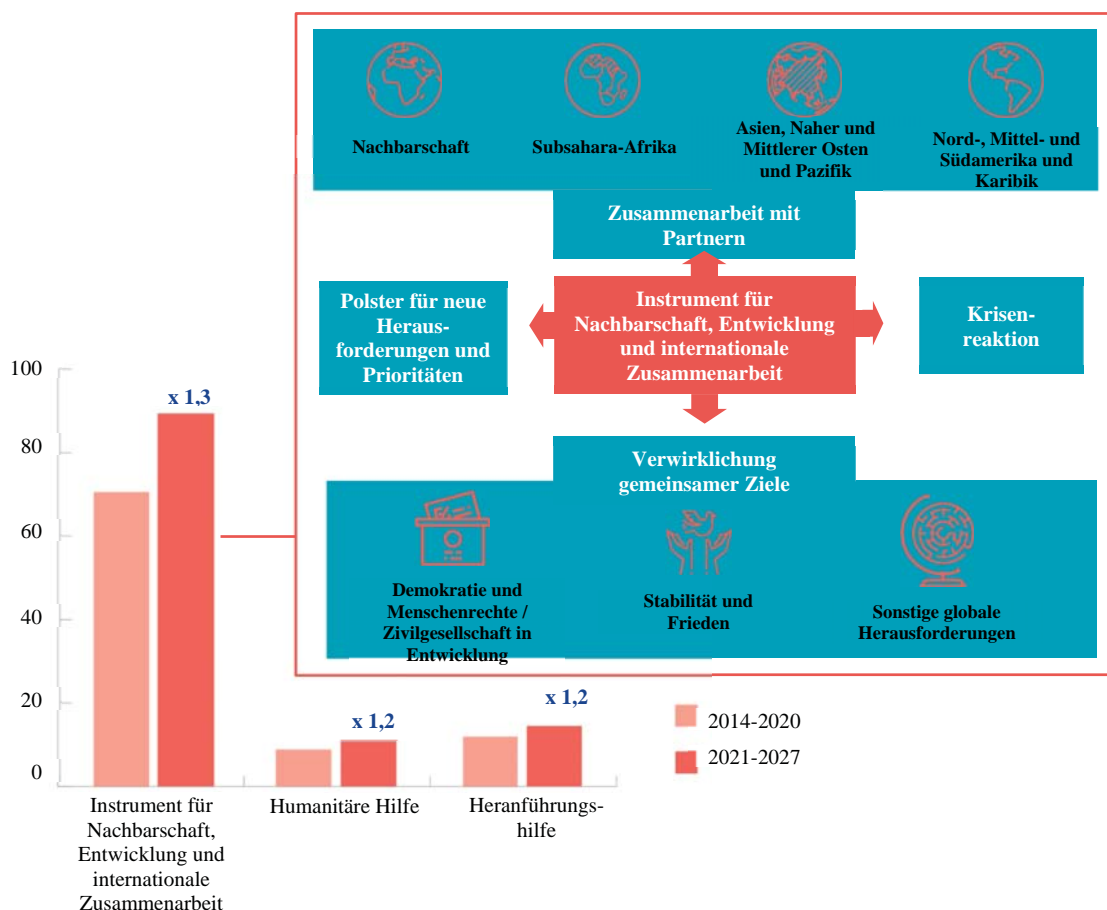 Nachbarschaft
Subsahara-Afrika
Asien, Naher und
Mittlerer Osten
und Pazifik
Nord-, Mittel- und
Südamerika und
Karibik
Zusammenarbeit mit
Partnern
Polster für neue
Heraus-
forderungen und
Prioritäten
Instrument für
Nachbarschaft, Entwicklung
und internationale
Zusammenarbeit
Krisen-
reaktion
Verwirklichung
gemeinsamer Ziele
Demokratie und
Menschenrechte /
Zivilgesellschaft in
Entwicklung
Stabilität und
Frieden
Sonstige globale
Herausforderungen
100
80
60
40
20
0
x 1,3
x 1,2
x 1,2
2014-2020
2021-2027
Instrument für
Nachbarschaft,
Entwicklung und
internationale
Zusammenarbeit
Humanitäre Hilfe
Heranführungs-
hilfe